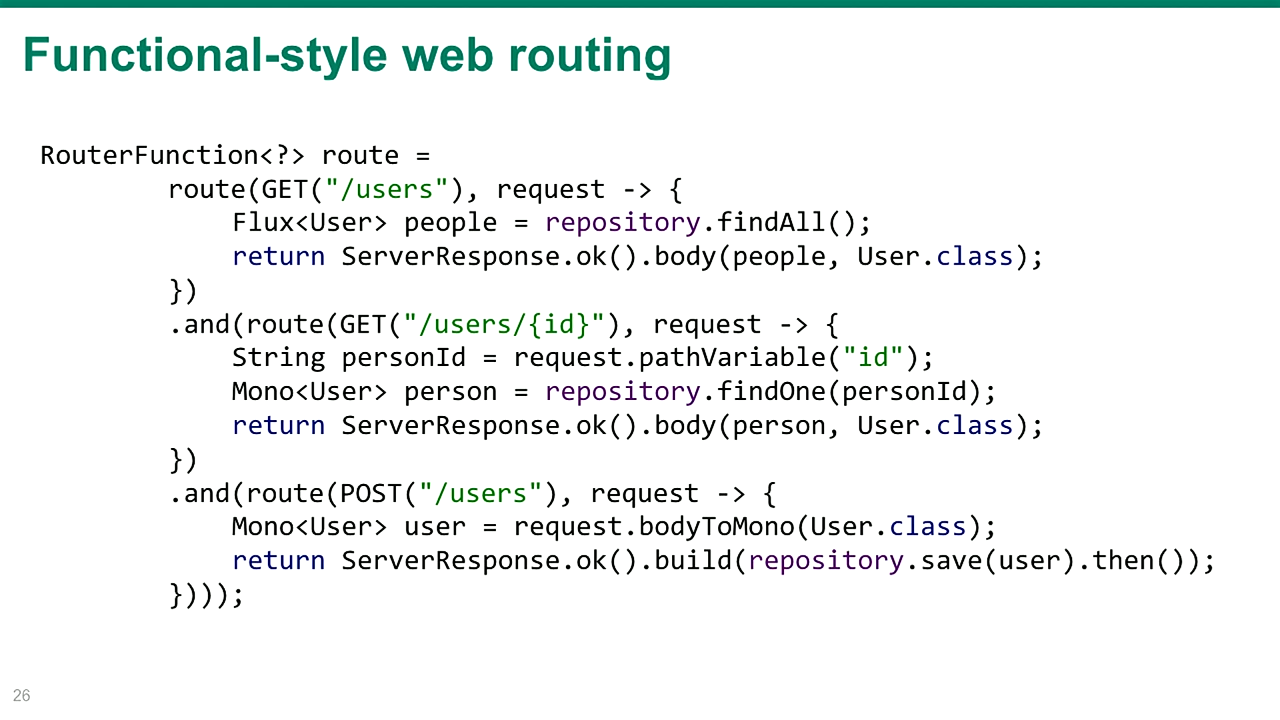 Functional-style web routing
RouterFunction<?> route =
route(GET("/users"), request -> {
Flux<User> people = repository.findAll();
return ServerResponse.ok().body(people, User.class);
})
.and(route(GET("/users/{id}"), request -> {
String personId = request.pathVariable("id");
Mono<User> person = repository.findOne(personId);
return ServerResponse.ok().body(person, User.class);
})
.and(route(POST("/users"), request -> {
Mono<User> user = request.bodyToMono(User.class);
return ServerResponse.ok().build(repository.save(user).then());
})));
26